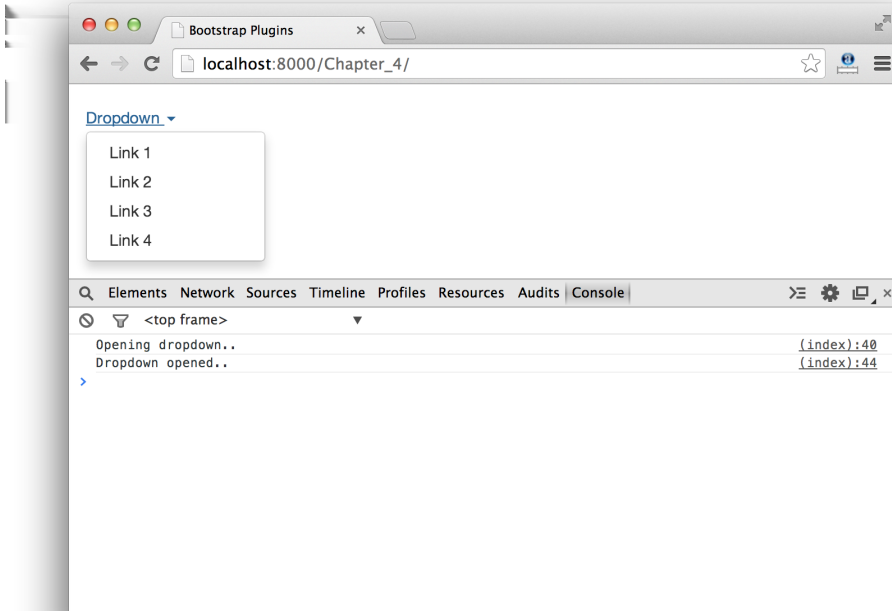 Bootstrap Plugins
localhost:8000/Chapter_4/
Dropdown
Link 1
Link 2
Link 3
Link 4
Elements Network Sources Timeline Profiles Resources Audits Console
<top frame>
Opening dropdown.. (index):40
Dropdown opened.. (index):44